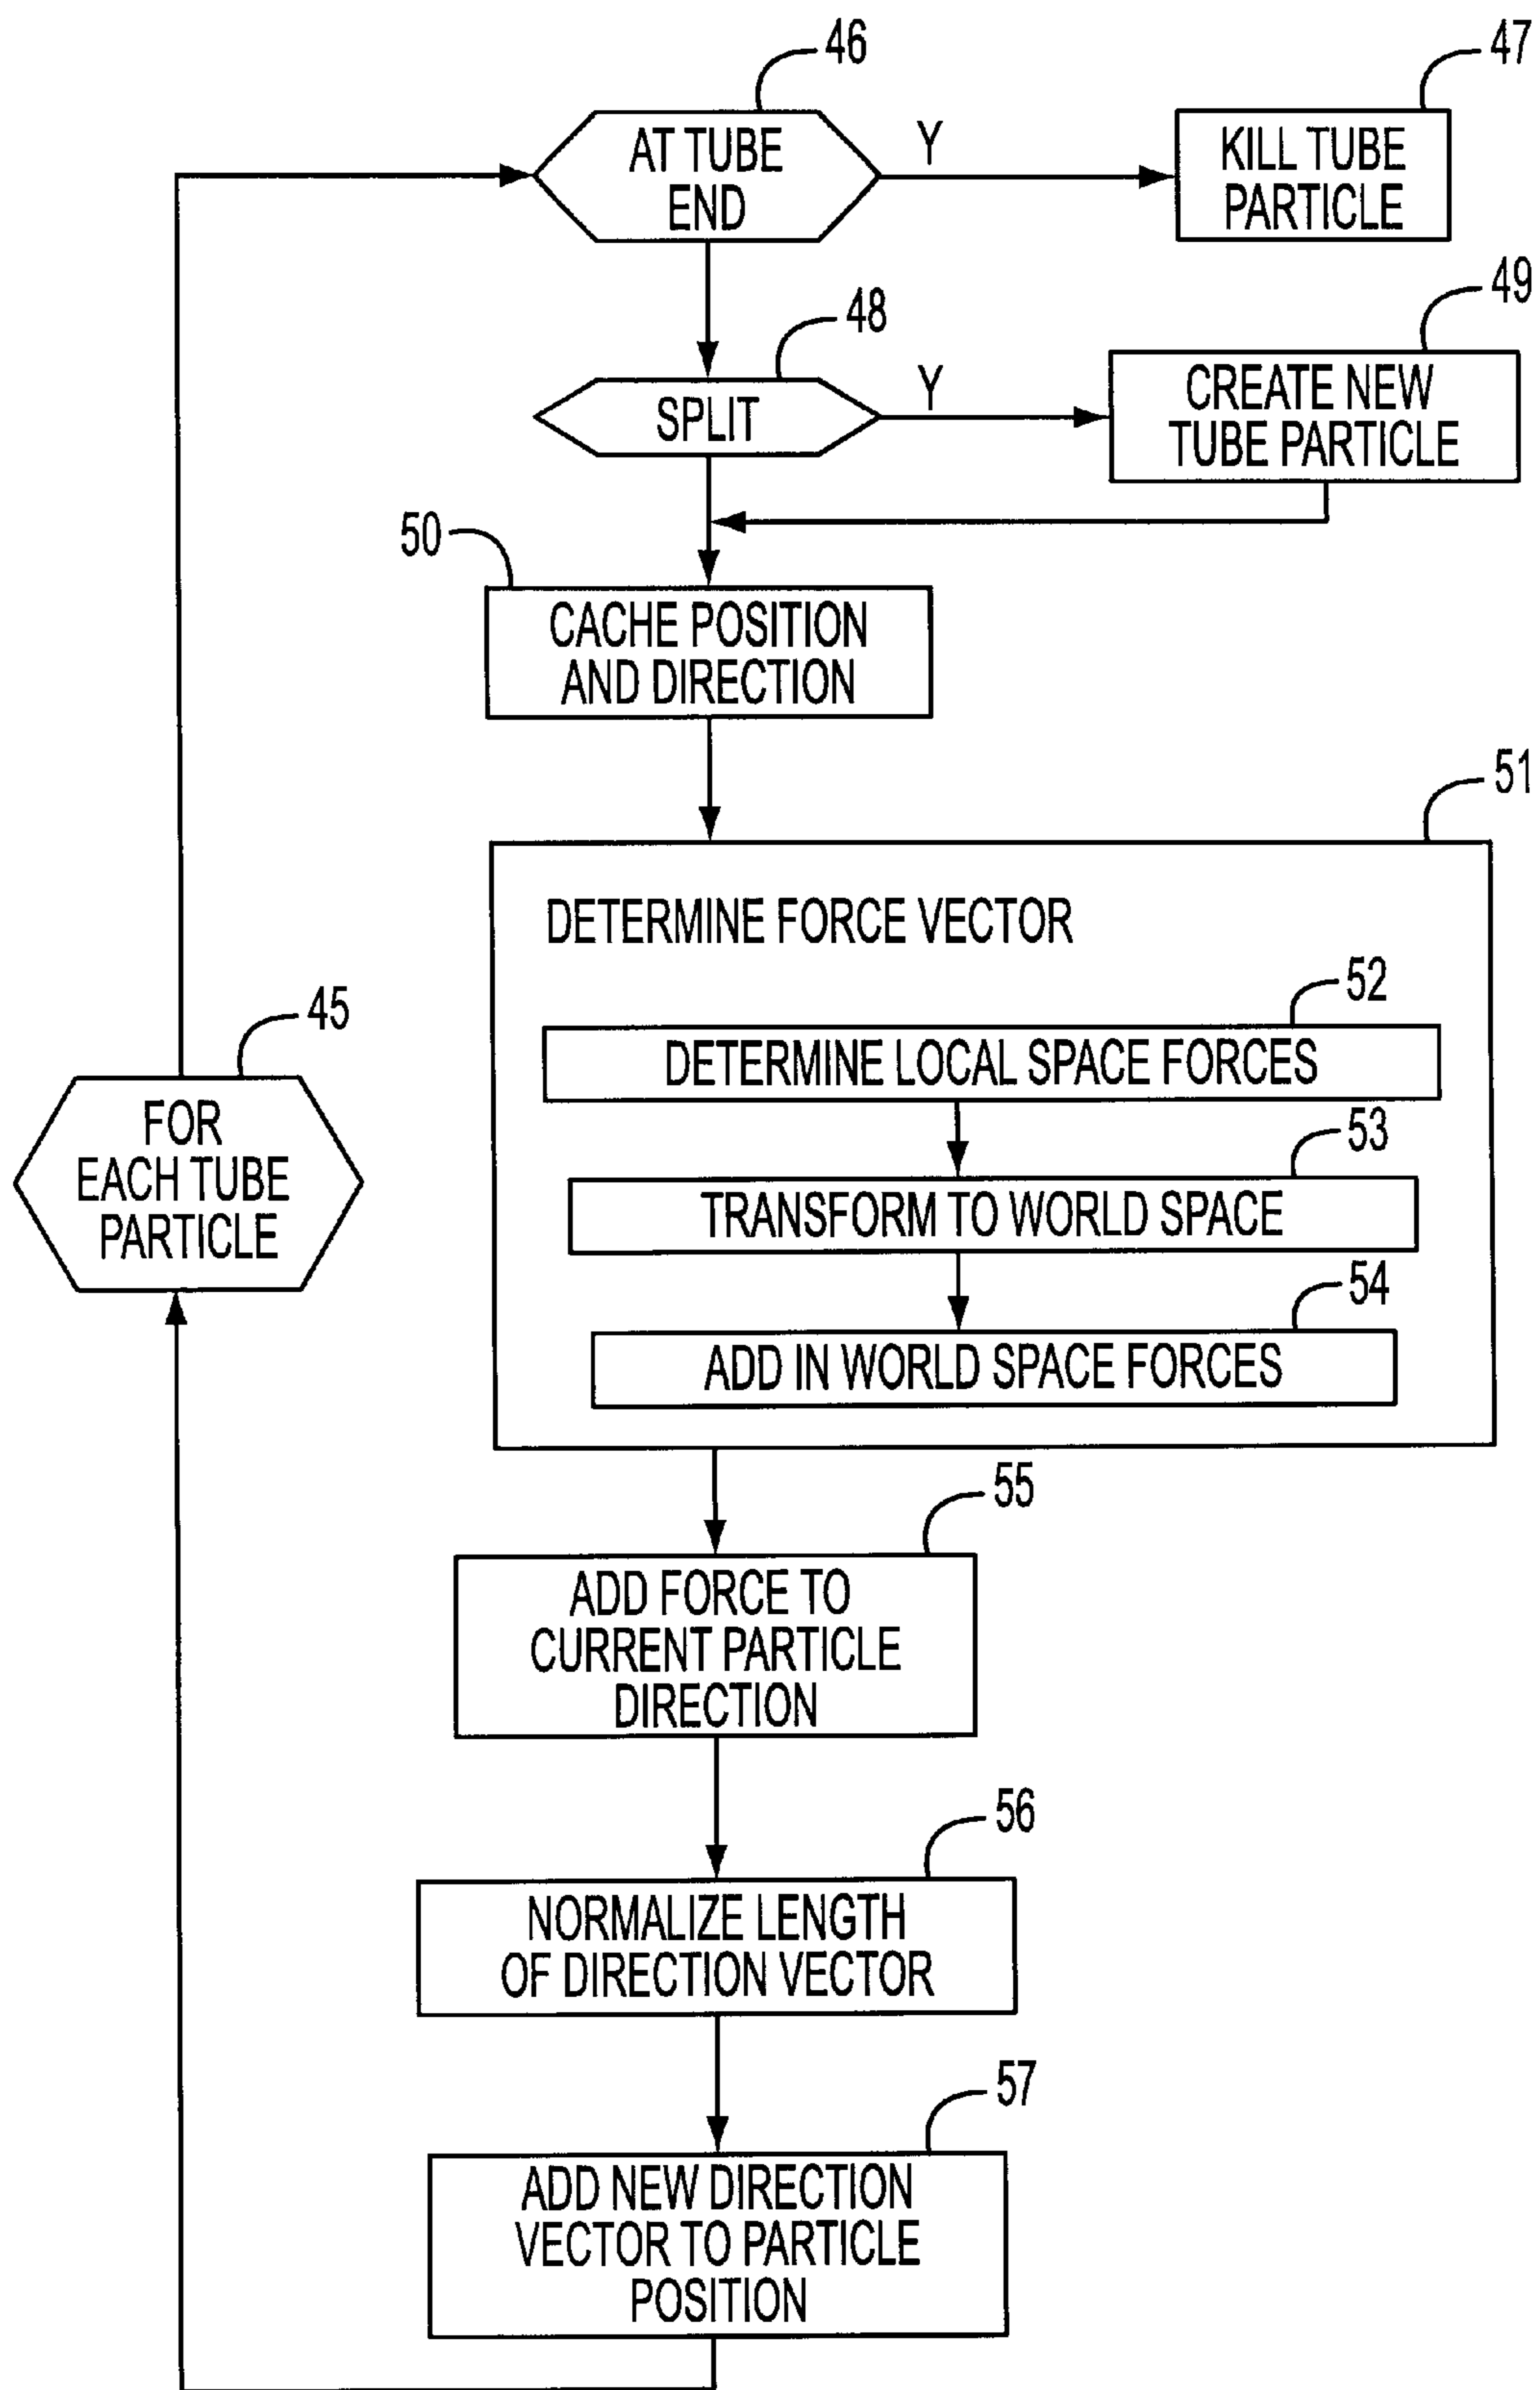 46
47
AT TUBE
END
Y
KILL TUBE
PARTICLE
48
49
SPLIT
Y
CREATE NEW
TUBE PARTICLE
50
CACHE POSITION
AND DIRECTION
51
DETERMINE FORCE VECTOR
52
DETERMINE LOCAL SPACE FORCES
45
FOR
EACH TUBE
PARTICLE
53
TRANSFORM TO WORLD SPACE
54
ADD IN WORLD SPACE FORCES
55
ADD FORCE TO
CURRENT PARTICLE
DIRECTION
56
NORMALIZE LENGTH
OF DIRECTION VECTOR
57
ADD NEW DIRECTION
VECTOR TO PARTICLE
POSITION